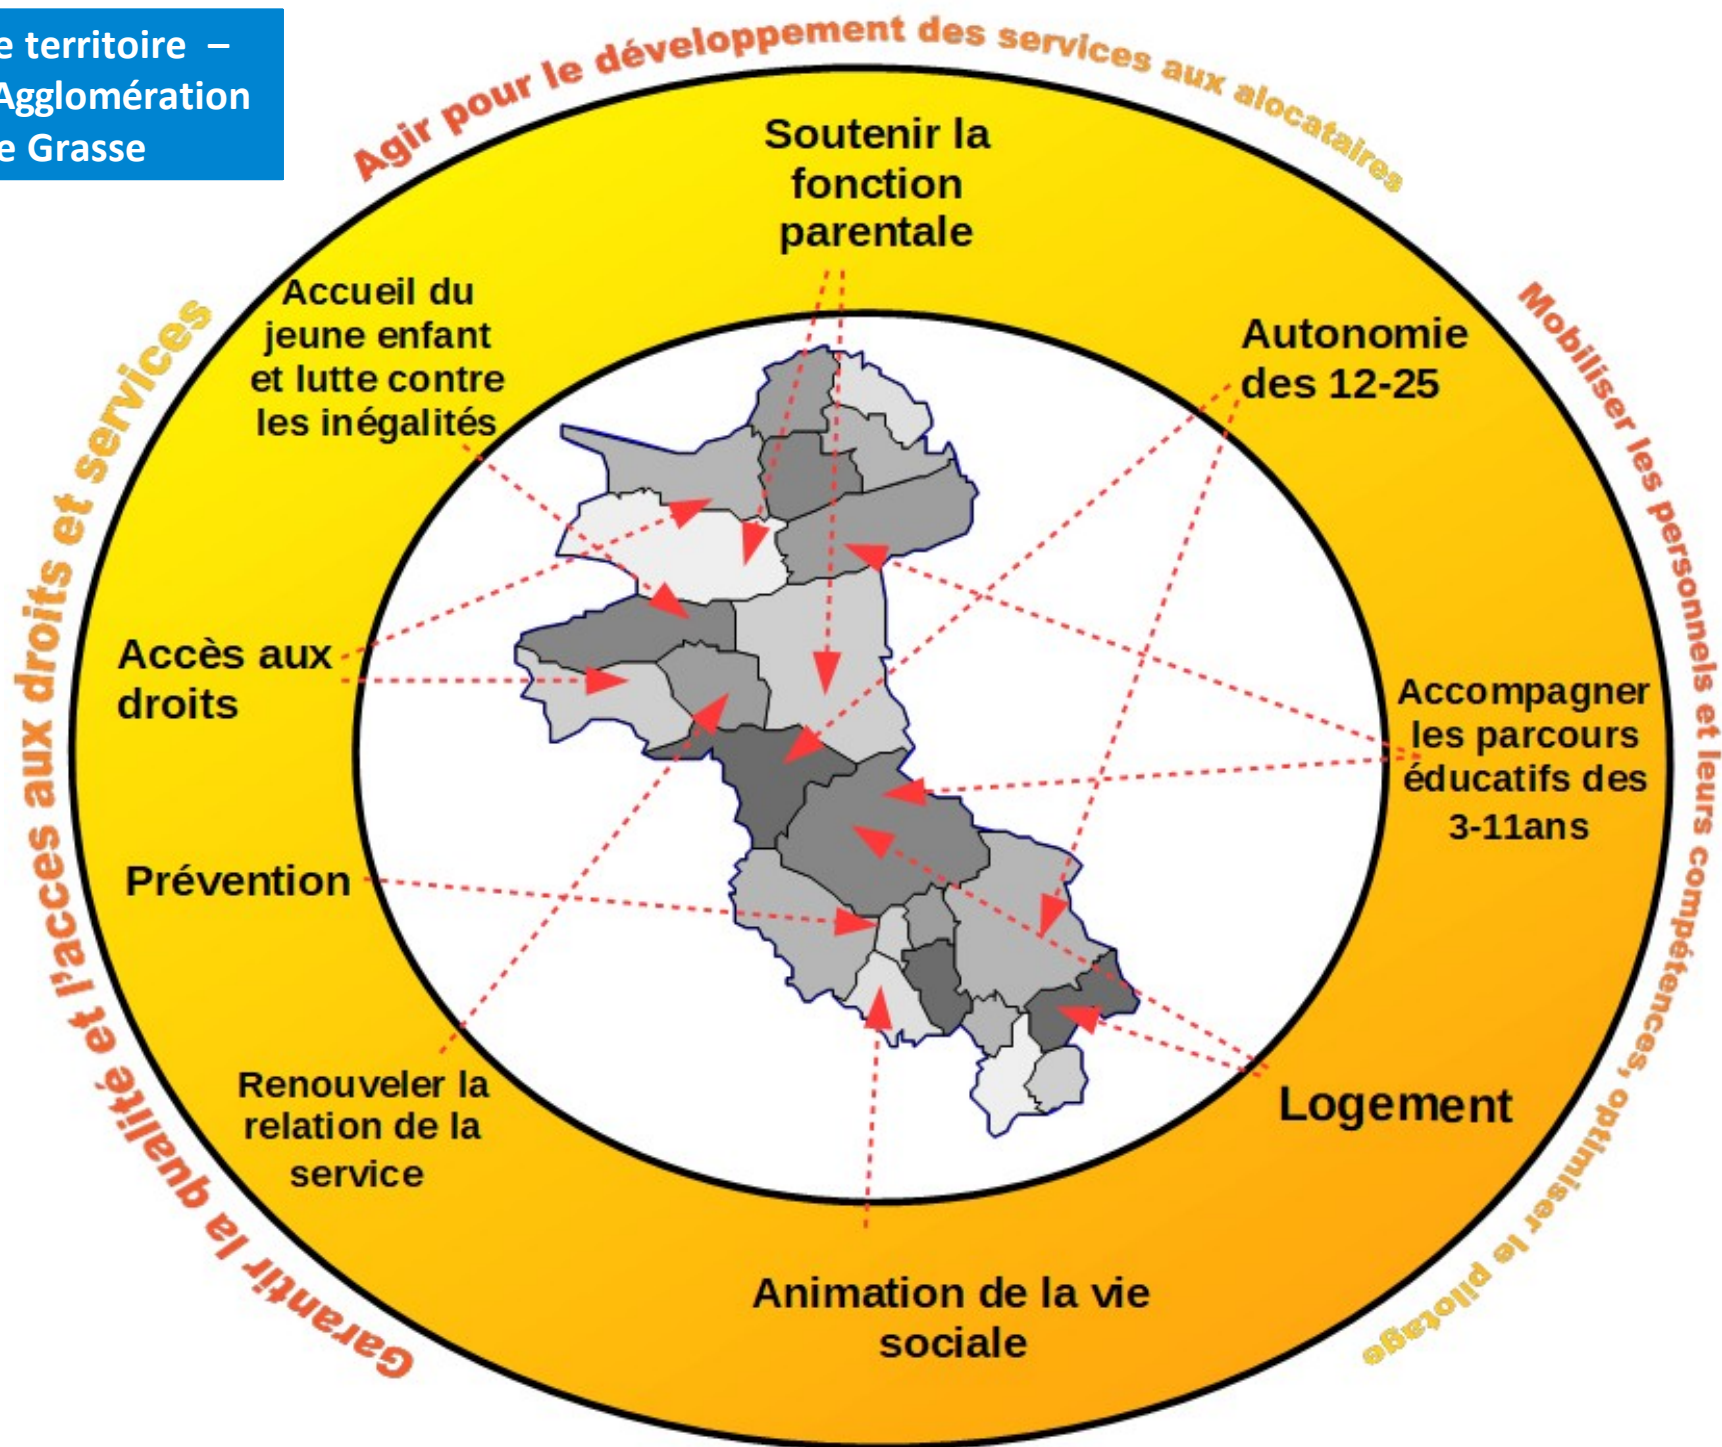 e territoire –
Agglomération
e Grasse
Agir pour le développement des services aux alocataires
Soutenir la
fonction
parentale
Accueil du
jeune enfant
et lutte contre
les inégalités
Autonomie
des 12-25
Mobiliser les personnels et leurs compétences, optimiser le pilotage
Garantir la qualité et l'acces aux droits et services
Accès aux
droits
Accompagner
les parcours
éducatifs des
3-11ans
Prévention
Renouveler la
relation de la
service
Logement
Animation de la vie
sociale